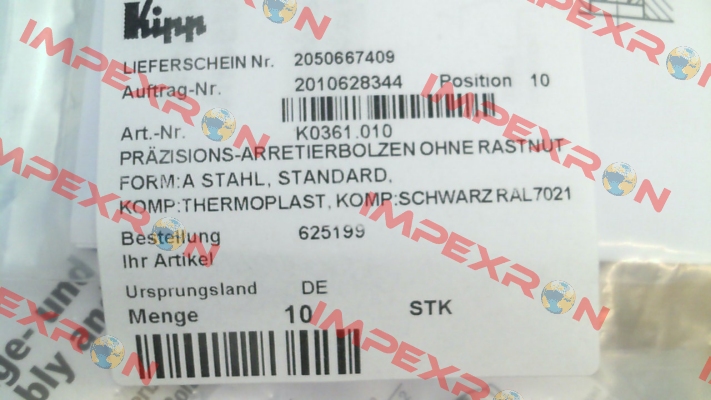 Kipp
LIEFERSCHEIN Nr. 2050667409
Auftrag-Nr. 2010628344 Position 10
Art.-Nr. K0361.010
PRÄZISIONS-ARRETIERBOLZEN OHNE RASTNUT
FORM:A STAHL, STANDARD,
KOMP:THERMOPLAST, KOMP:SCHWARZ RAL7021
Bestellung 625199
Ihr Artikel
Ursprungsland DE
Menge 10 STK
IMPEXRON
IMPEXRON
IMPEXRON
IMPEXRON
IMPEXRON